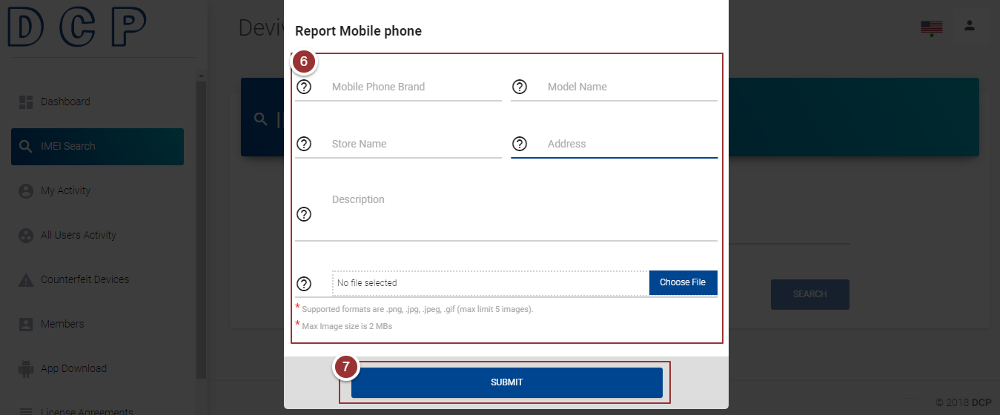 DCP
Devi
Report Mobile phone
6
Mobile Phone Brand
Model Name
Dashboard
IMEI Search
Store Name
Address
My Activity
Description
All Users Activity
Counterfeit Devices
No file selected
Choose File
SEARCH
* Supported formats are .png, .jpg, .jpeg, .gif (max limit 5 images).
* Max Image size is 2 MBs
Members
App Download
7
SUBMIT
License Agreements
© 2018 DCP